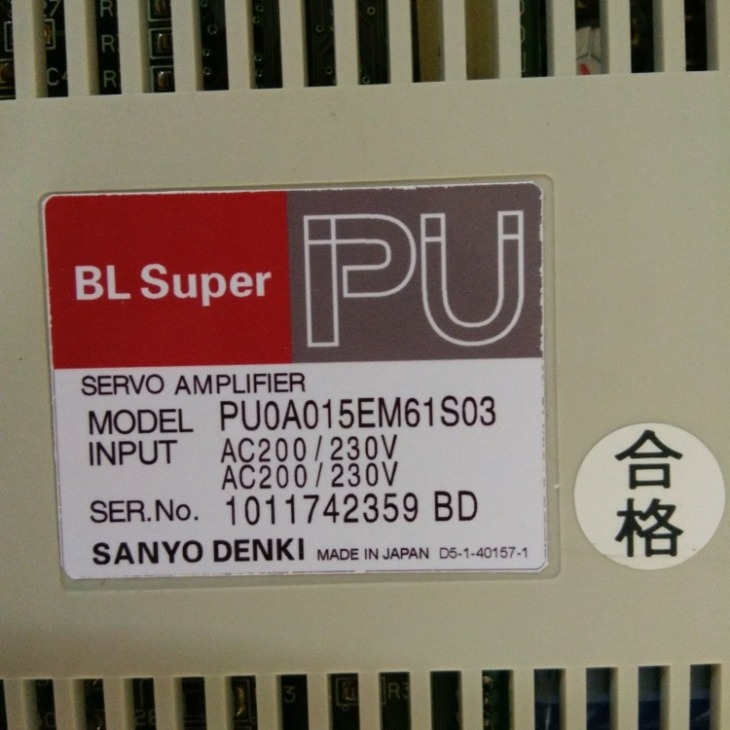 BL Super
PU
SERVO AMPLIFIER
MODEL PU0A015EM61S03
INPUT AC200/230V
AC200/230V
SER.No. 1011742359 BD
SANYO DENKI MADE IN JAPAN D5-1-40157-1
合
格